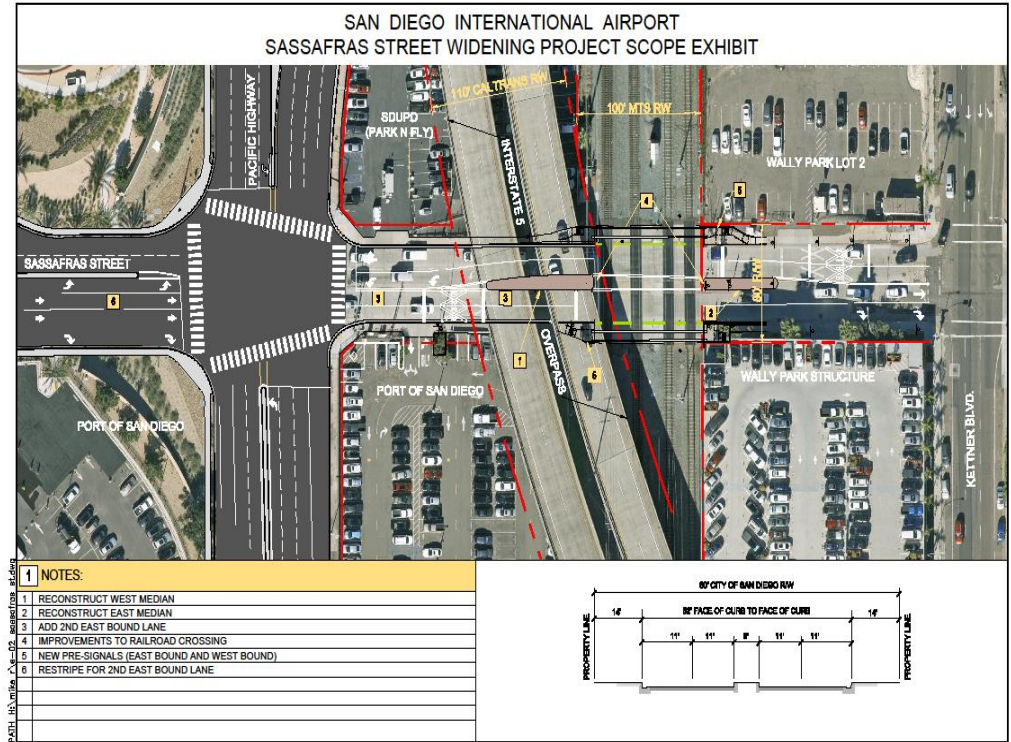 SAN DIEGO INTERNATIONAL AIRPORT
SASSAFRAS STREET WIDENING PROJECT SCOPE EXHIBIT
PACIFIC HIGHWAY
SDUPD
(PARK N FLY)
110' CALTRANS RW
100' MTS RW
INTERSTATE 5
WALLY PARK LOT 2
4
5
SASSAFRAS STREET
6
3
3
2
80' R/W
1
5
OVERPASS
PORT OF SAN DIEGO
WALLY PARK STRUCTURE
PORT OF SAN DIEGO
KETTNER BLVD.
1 NOTES:
1 RECONSTRUCT WEST MEDIAN
2 RECONSTRUCT EAST MEDIAN
3 ADD 2ND EAST BOUND LANE
4 IMPROVEMENTS TO RAILROAD CROSSING
5 NEW PRE-SIGNALS (EAST BOUND AND WEST BOUND)
6 RESTRIPE FOR 2ND EAST BOUND LANE
80' CITY OF SAN DIEGO R/W
14' 52' FACE OF CURB TO FACE OF CURB 14'
11' 11' 8' 11' 11'
PROPERTY LINE
PROPERTY LINE